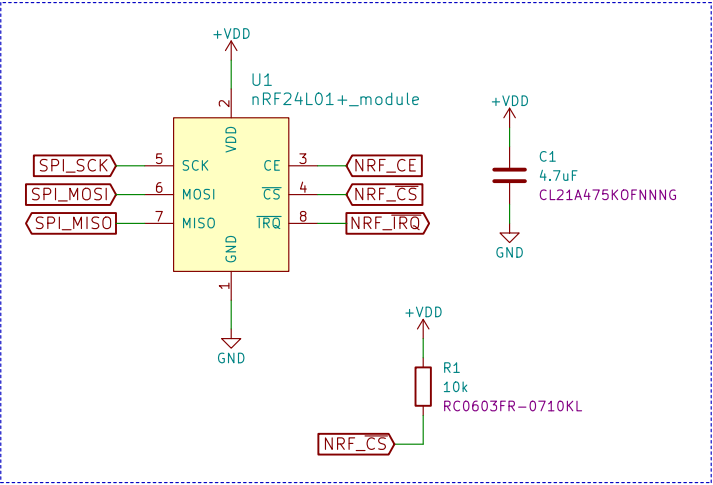 +VDD
U1
nRF24L01+_module
2
VDD
SPI_SCK
5
SCK
CE
3
NRF_CE
SPI_MOSI
6
MOSI
CS
4
NRF_CS
SPI_MISO
7
MISO
IRQ
8
NRF_IRQ
GND
1
GND
+VDD
C1
4.7uF
CL21A475KOFNNNG
GND
+VDD
R1
10k
RC0603FR-0710KL
NRF_CS